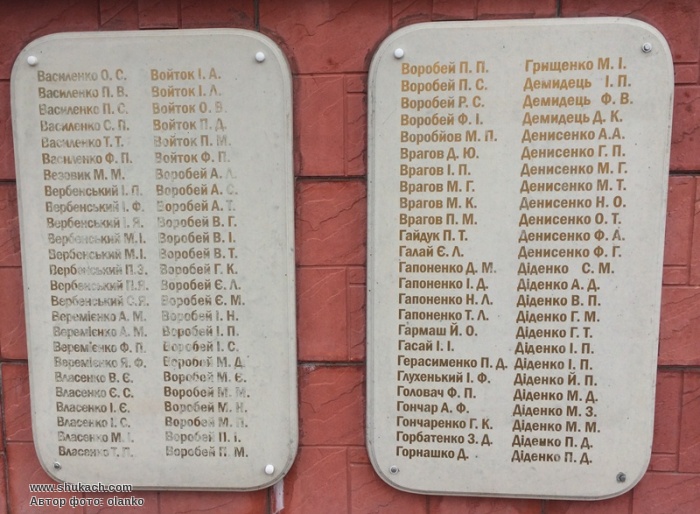 Василенко О. С.
Василенко П. В.
Василенко П. С.
Василенко С. П.
Василенко Т. Т.
Василенко Ф. П.
Везовик М. М.
Вербенський І. П.
Вербенський І. Ф.
Вербенський І. Я.
Вербенський М. І.
Вербенський М. І.
Вербенський П. З.
Вербенський П. Я.
Вербенський С. Я.
Веремієнко А. М.
Веремієнко А. М.
Веремієнко Ф. П.
Веремієнко Я. Ф.
Власенко В. Є.
Власенко Є. С.
Власенко І. Є.
Власенко І. С.
Власенко М. І.
Власенко Т. П.
Войток І. А.
Войток І. Л.
Войток О. В.
Войток П. Д.
Войток П. М.
Войток Ф. П.
Воробей А. Л.
Воробей А. С.
Воробей А. Т.
Воробей В. Г.
Воробей В. І.
Воробей В. Т.
Воробей Г. К.
Воробей Є. Л.
Воробей Є. М.
Воробей І. Н.
Воробей І. П.
Воробей І. С.
Воробей М. Д.
Воробей М. Є.
Воробей М. М.
Воробей М. Н.
Воробей М. П.
Воробей П. І.
Воробей П. М.
Воробей П. П.
Воробей П. С.
Воробей Р. С.
Воробей Ф. І.
Воробйов М. П.
Врагов Д. Ю.
Врагов І. П.
Врагов М. Г.
Врагов М. К.
Врагов П. М.
Гайдук П. Т.
Галай Є. Л.
Гапоненко Д. М.
Гапоненко І. Д.
Гапоненко Н. Л.
Гапоненко Т. Л.
Гармаш Й. О.
Гасай І. І.
Герасименко П. Д.
Глухенький І. Ф.
Головач Ф. П.
Гончар А. Ф.
Гончаренко Г. К.
Горбатенко З. Д.
Горнашко Д.
Грищенко М. І.
Демидець І. П.
Демидець Ф. В.
Демидець Д. К.
Денисенко А. А.
Денисенко Г. П.
Денисенко М. Г.
Денисенко М. Т.
Денисенко Н. О.
Денисенко О. Т.
Денисенко Ф. А.
Денисенко Ф. Г.
Діденко С. М.
Діденко А. Д.
Діденко В. П.
Діденко Г. М.
Діденко Г. Т.
Діденко І. П.
Діденко І. П.
Діденко Й. П.
Діденко М. Д.
Діденко М. З.
Діденко М. М.
Діденко П. Д.
Діденко П. Д.
www.shukach.com
Автор фото: olanko